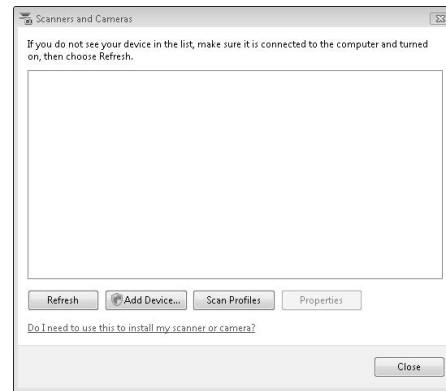 Scanners and Cameras
If you do not see your device in the list, make sure it is connected to the computer and turned
on, then choose Refresh.
Refresh
Add Device...
Scan Profiles
Properties
Do I need to use this to install my scanner or camera?
Close